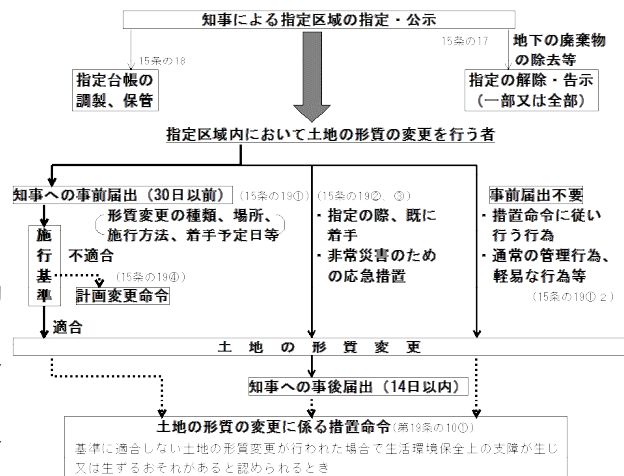 知事による指定区域の指定・公示
15条の18
15条の17
地下の廃棄物
の除去等
指定台帳の
調製、保管
指定の解除・告示
(一部又は全部)
指定区域内において土地の形質の変更を行う者
知事への事前届出(30日以前)
(15条の19①)
(15条の19②、③)
事前届出不要
形質変更の種類、場所、
施行方法、着手予定日等
・指定の際、既に
着手
・非常災害のため
の応急措置
・措置命令に従い
行う行為
・通常の管理行為、
軽易な行為等
(15条の19①2)
施行基準
不適合
(15条の19④)
計画変更命令
適合
土地の形質変更
知事への事後届出(14日以内)
土地の形質の変更に係る措置命令(第19条の10①)
基準に適合しない土地の形質変更が行われた場合で生活環境保全上の支障が生じ
又は生ずるおそれがあると認められるとき